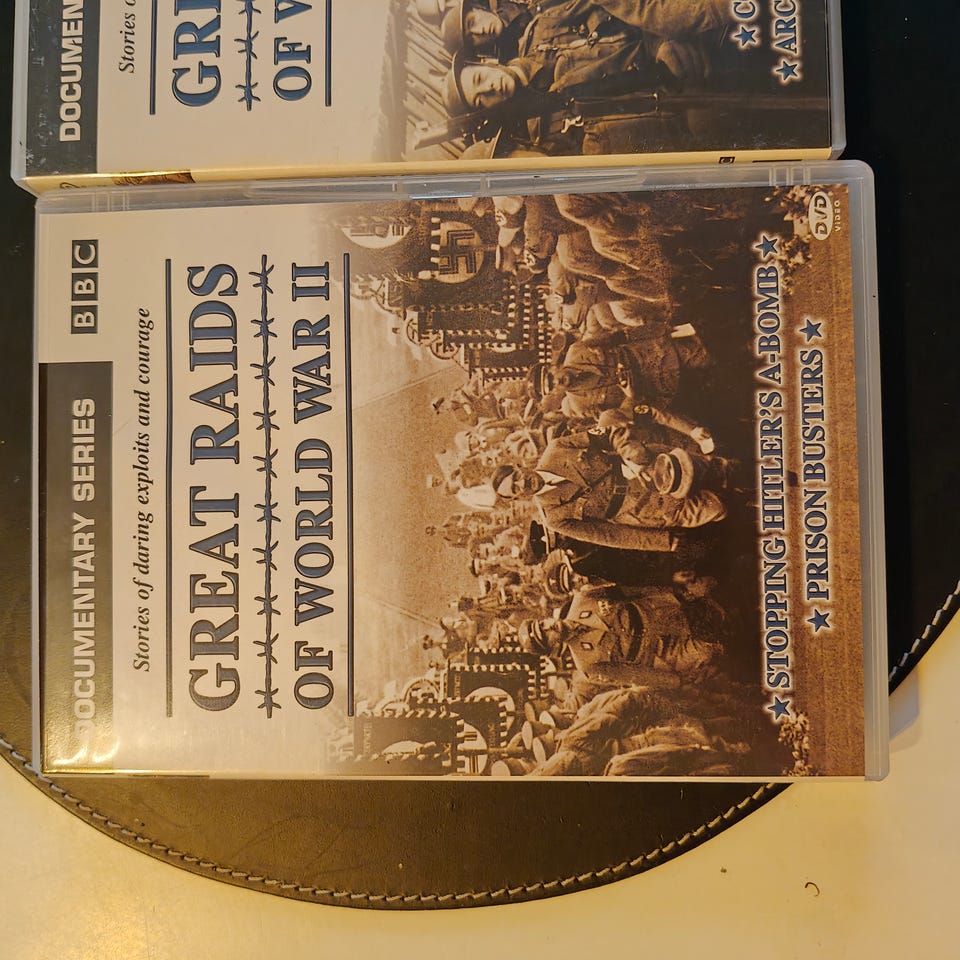 DOCUMEN
Stories o
GRE
OF W
★ C
★ ARC
BBC
DOCUMENTARY SERIES
Stories of daring exploits and courage
GREAT RAIDS
OF WORLD WAR II
★ STOPPING HITLER'S A-BOMB ★
★ PRISON BUSTERS ★
DVD
VIDEO